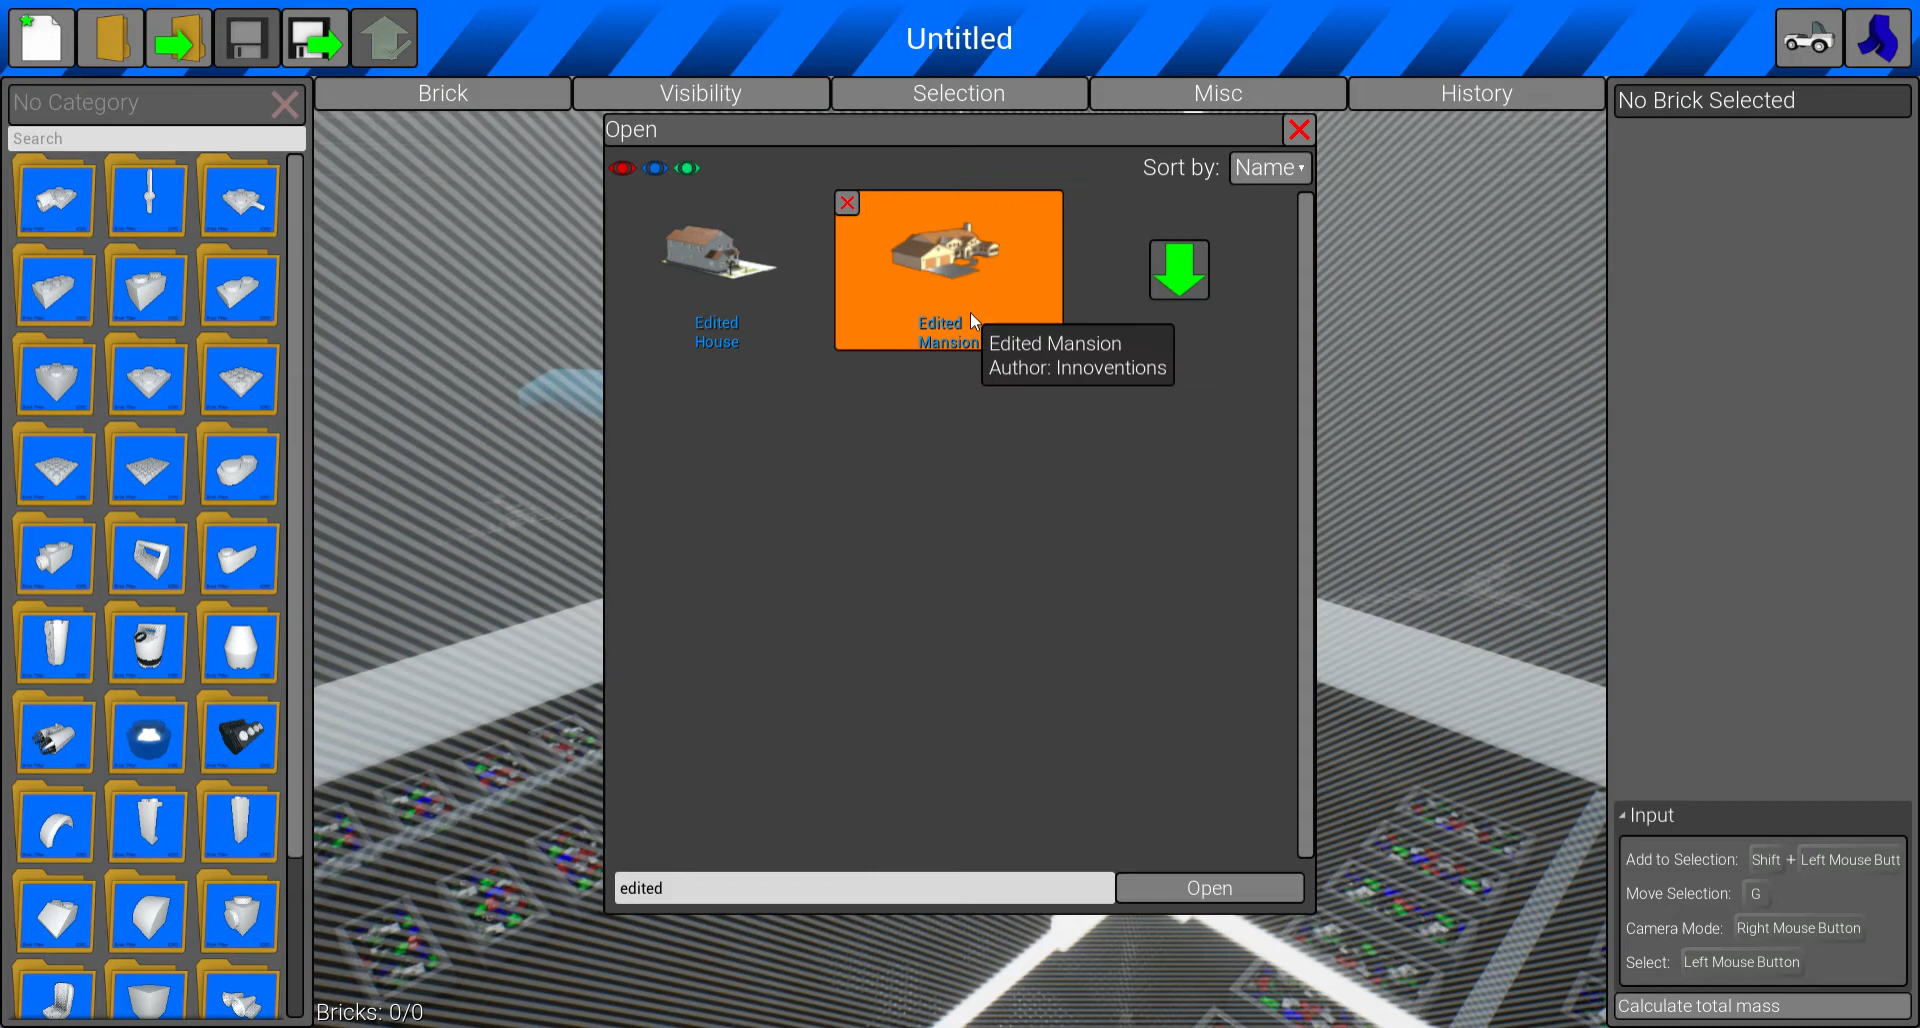 Untitled
No Category
Search
Brick
Visibility
Selection
Misc
History
No Brick Selected
Open
Sort by:
Name
Edited
House
Edited
Mansion
Edited Mansion
Author: Innoventions
edited
Open
Input
Add to Selection: Shift + Left Mouse Butt
Move Selection: G
Camera Mode: Right Mouse Button
Select: Left Mouse Button
Calculate total mass
Bricks: 0/0